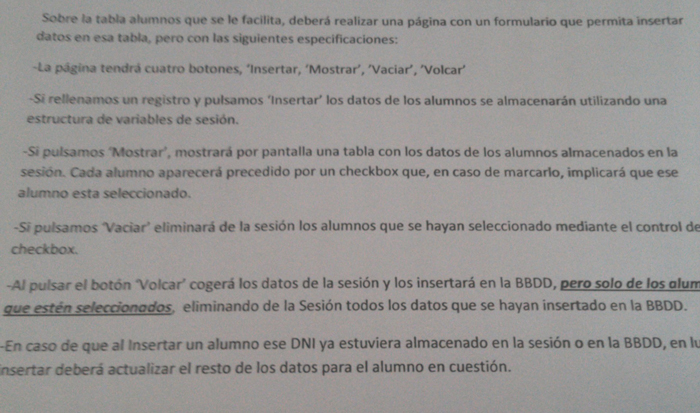 Sobre la tabla alumnos que se le facilita, deberá realizar una página con un formulario que permita insertar
datos en esa tabla, pero con las siguientes especificaciones:
-La página tendrá cuatro botones, 'Insertar, 'Mostrar', 'Vaciar', 'Volcar'
-Si rellenamos un registro y pulsamos 'Insertar' los datos de los alumnos se almacenarán utilizando una
estructura de variables de sesión.
-Si pulsamos 'Mostrar', mostrará por pantalla una tabla con los datos de los alumnos almacenados en la
sesión. Cada alumno aparecerá precedido por un checkbox que, en caso de marcarlo, implicará que ese
alumno esta seleccionado.
-Si pulsamos 'Vaciar' eliminará de la sesión los alumnos que se hayan seleccionado mediante el control de
checkbox.
-Al pulsar el botón 'Volcar' cogerá los datos de la sesión y los insertará en la BBDD, pero solo de los alum
que estén seleccionados, eliminando de la Sesión todos los datos que se hayan insertado en la BBDD.
-En caso de que al Insertar un alumno ese DNI ya estuviera almacenado en la sesión o en la BBDD, en lu
insertar deberá actualizar el resto de los datos para el alumno en cuestión.